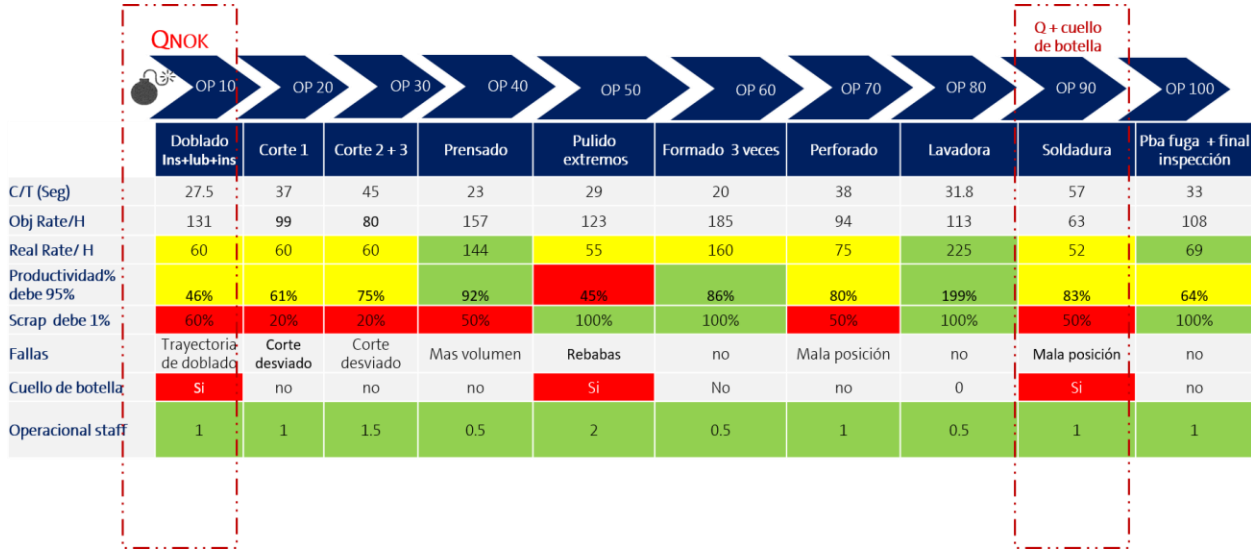 QNOK
Q + cuello
de botella
OP 10 OP 20 OP 30 OP 40 OP 50 OP 60 OP 70 OP 80 OP 90 OP 100
Doblado
Ins+lub+ins
Corte 1
Corte 2 + 3
Prensado
Pulido
extremos
Formado 3 veces
Perforado
Lavadora
Soldadura
Pba fuga + final
inspección
C/T (Seg) 27.5 37 45 23 29 20 38 31.8 57 33
Obj Rate/H 131 99 80 157 123 185 94 113 63 108
Real Rate/ H 60 60 60 144 55 160 75 225 52 69
Productividad%
debe 95% 46% 61% 75% 92% 45% 86% 80% 199% 83% 64%
Scrap debe 1% 60% 20% 20% 50% 100% 100% 50% 100% 50% 100%
Fallas
Trayectoria
de doblado
Corte
desviado
Corte
desviado
Mas volumen
Rebabas
no
Mala posición
no
Mala posición
no
Cuello de botella Si no no no Si No no 0 Si no
Operacional staff 1 1 1.5 0.5 2 0.5 1 0.5 1 1